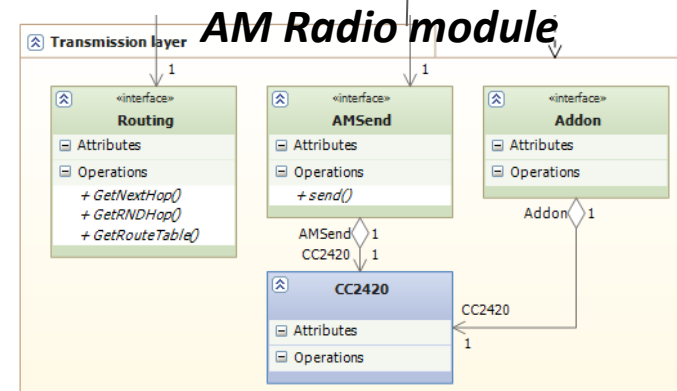 AM Radio module
Transmission layer
1
1
«interface»
Routing
Attributes
Operations
+ GetNextHop()
+ GetRNDHop()
+ GetRouteTable()
«interface»
AMSend
Attributes
Operations
+ send()
«interface»
Addon
Attributes
Operations
AMSend 1
CC2420 1
Addon 1
CC2420
Attributes
Operations
CC2420
1